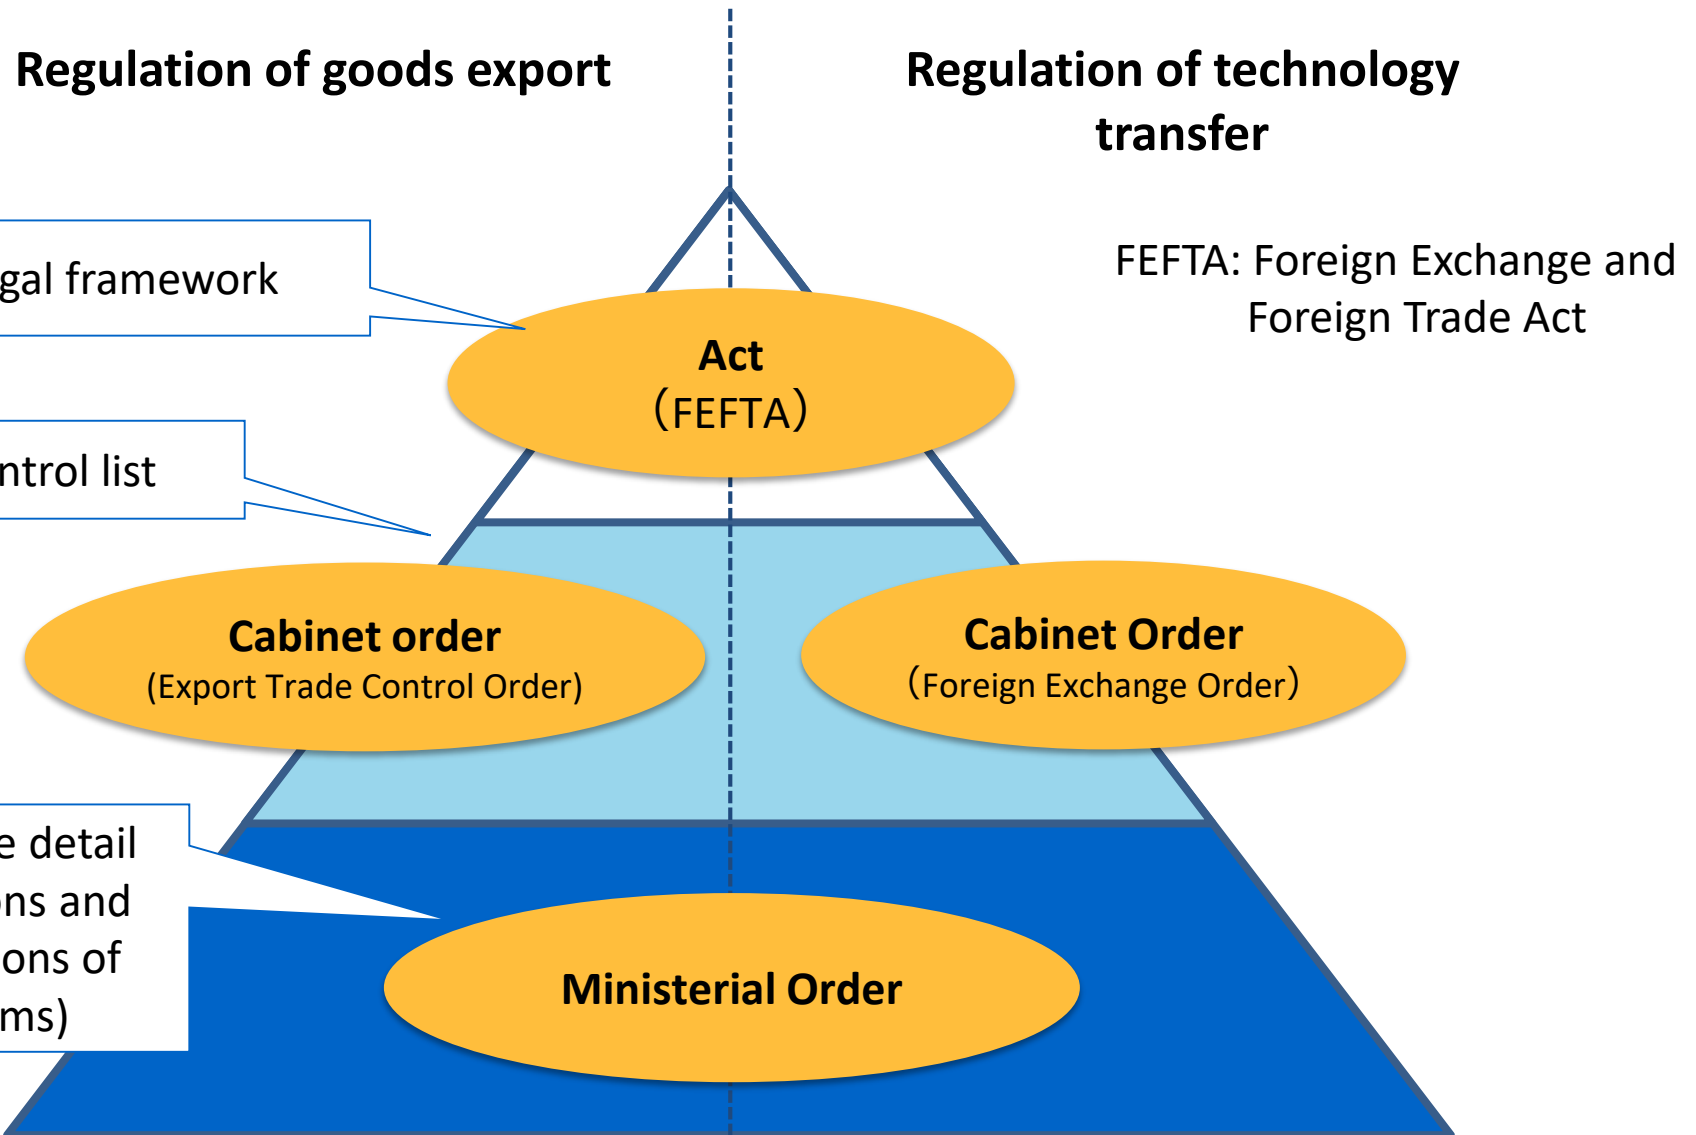 Regulation of goods export
Regulation of technology
transfer
gal framework
FEFTA: Foreign Exchange and
Foreign Trade Act
Act
（FEFTA）
ntrol list
Cabinet order
(Export Trade Control Order)
Cabinet Order
（Foreign Exchange Order）
e detail
ons and
ions of
ms)
Ministerial Order